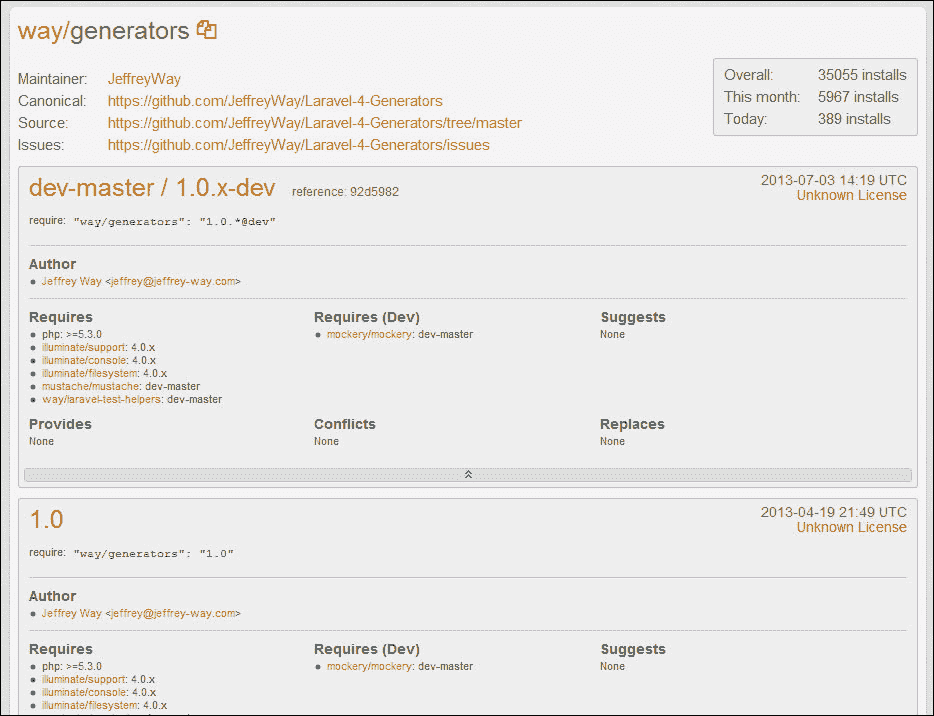 way/generators
Maintainer: JeffreyWay
Canonical: https://github.com/JeffreyWay/Laravel-4-Generators
Source: https://github.com/JeffreyWay/Laravel-4-Generators/tree/master
Issues: https://github.com/JeffreyWay/Laravel-4-Generators/issues
Overall: 35055 installs
This month: 5967 installs
Today: 389 installs
dev-master / 1.0.x-dev reference: 92d5982
2013-07-03 14:19 UTC
Unknown License
require: "way/generators": "1.0.*@dev"
Author
Jeffrey Way <jeffrey@jeffrey-way.com>
Requires
php: >=5.3.0
illuminate/support: 4.0.x
illuminate/console: 4.0.x
illuminate/filesystem: 4.0.x
mustache/mustache: dev-master
way/laravel-test-helpers: dev-master
Requires (Dev)
mockery/mockery: dev-master
Suggests
None
Provides
None
Conflicts
None
Replaces
None
1.0
2013-04-19 21:49 UTC
Unknown License
require: "way/generators": "1.0"
Author
Jeffrey Way <jeffrey@jeffrey-way.com>
Requires
php: >=5.3.0
illuminate/support: 4.0.x
illuminate/console: 4.0.x
illuminate/filesystem: 4.0.x
Requires (Dev)
mockery/mockery: dev-master
Suggests
None